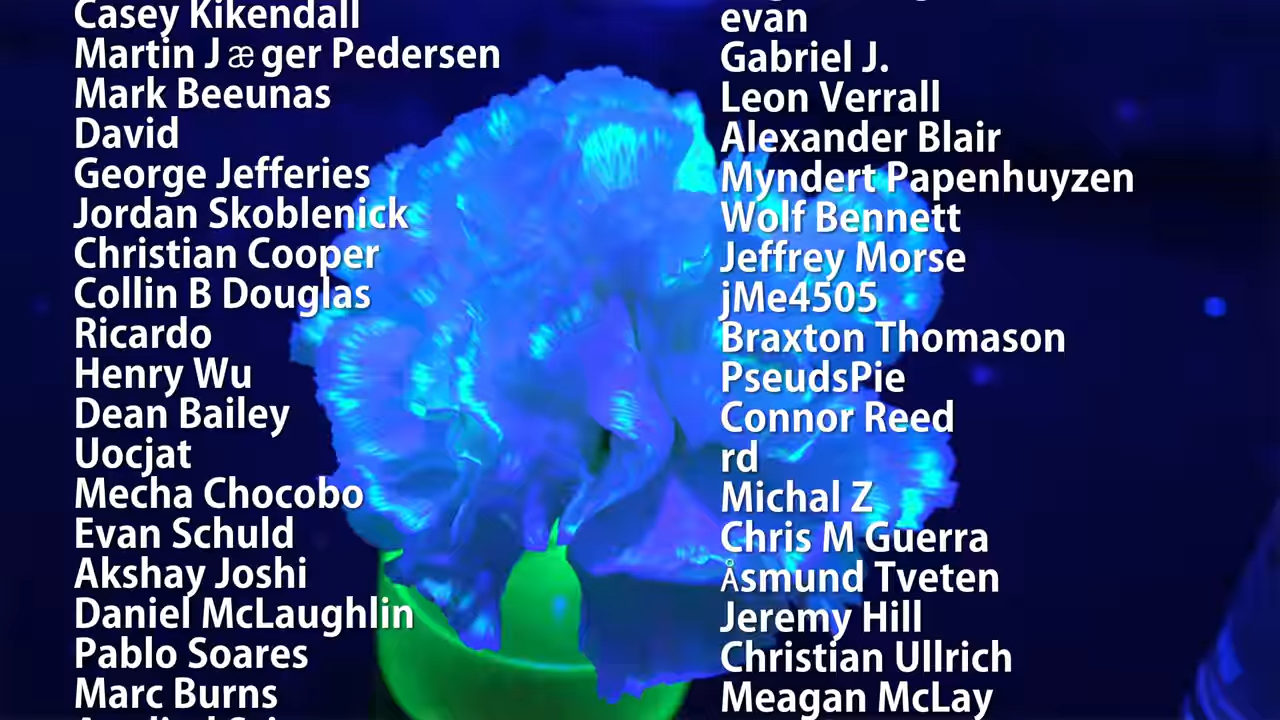 Casey Kikendall
Martin Jæger Pedersen
Mark Beeunas
David
George Jefferies
Jordan Skoblenick
Christian Cooper
Collin B Douglas
Ricardo
Henry Wu
Dean Bailey
Uocjat
Mecha Chocobo
Evan Schuld
Akshay Joshi
Daniel McLaughlin
Pablo Soares
Marc Burns
evan
Gabriel J.
Leon Verrall
Alexander Blair
Myndert Papenhuyzen
Wolf Bennett
Jeffrey Morse
jMe4505
Braxton Thomason
PseudsPie
Connor Reed
rd
Michal Z
Chris M Guerra
Åsmund Tveten
Jeremy Hill
Christian Ullrich
Meagan McLay